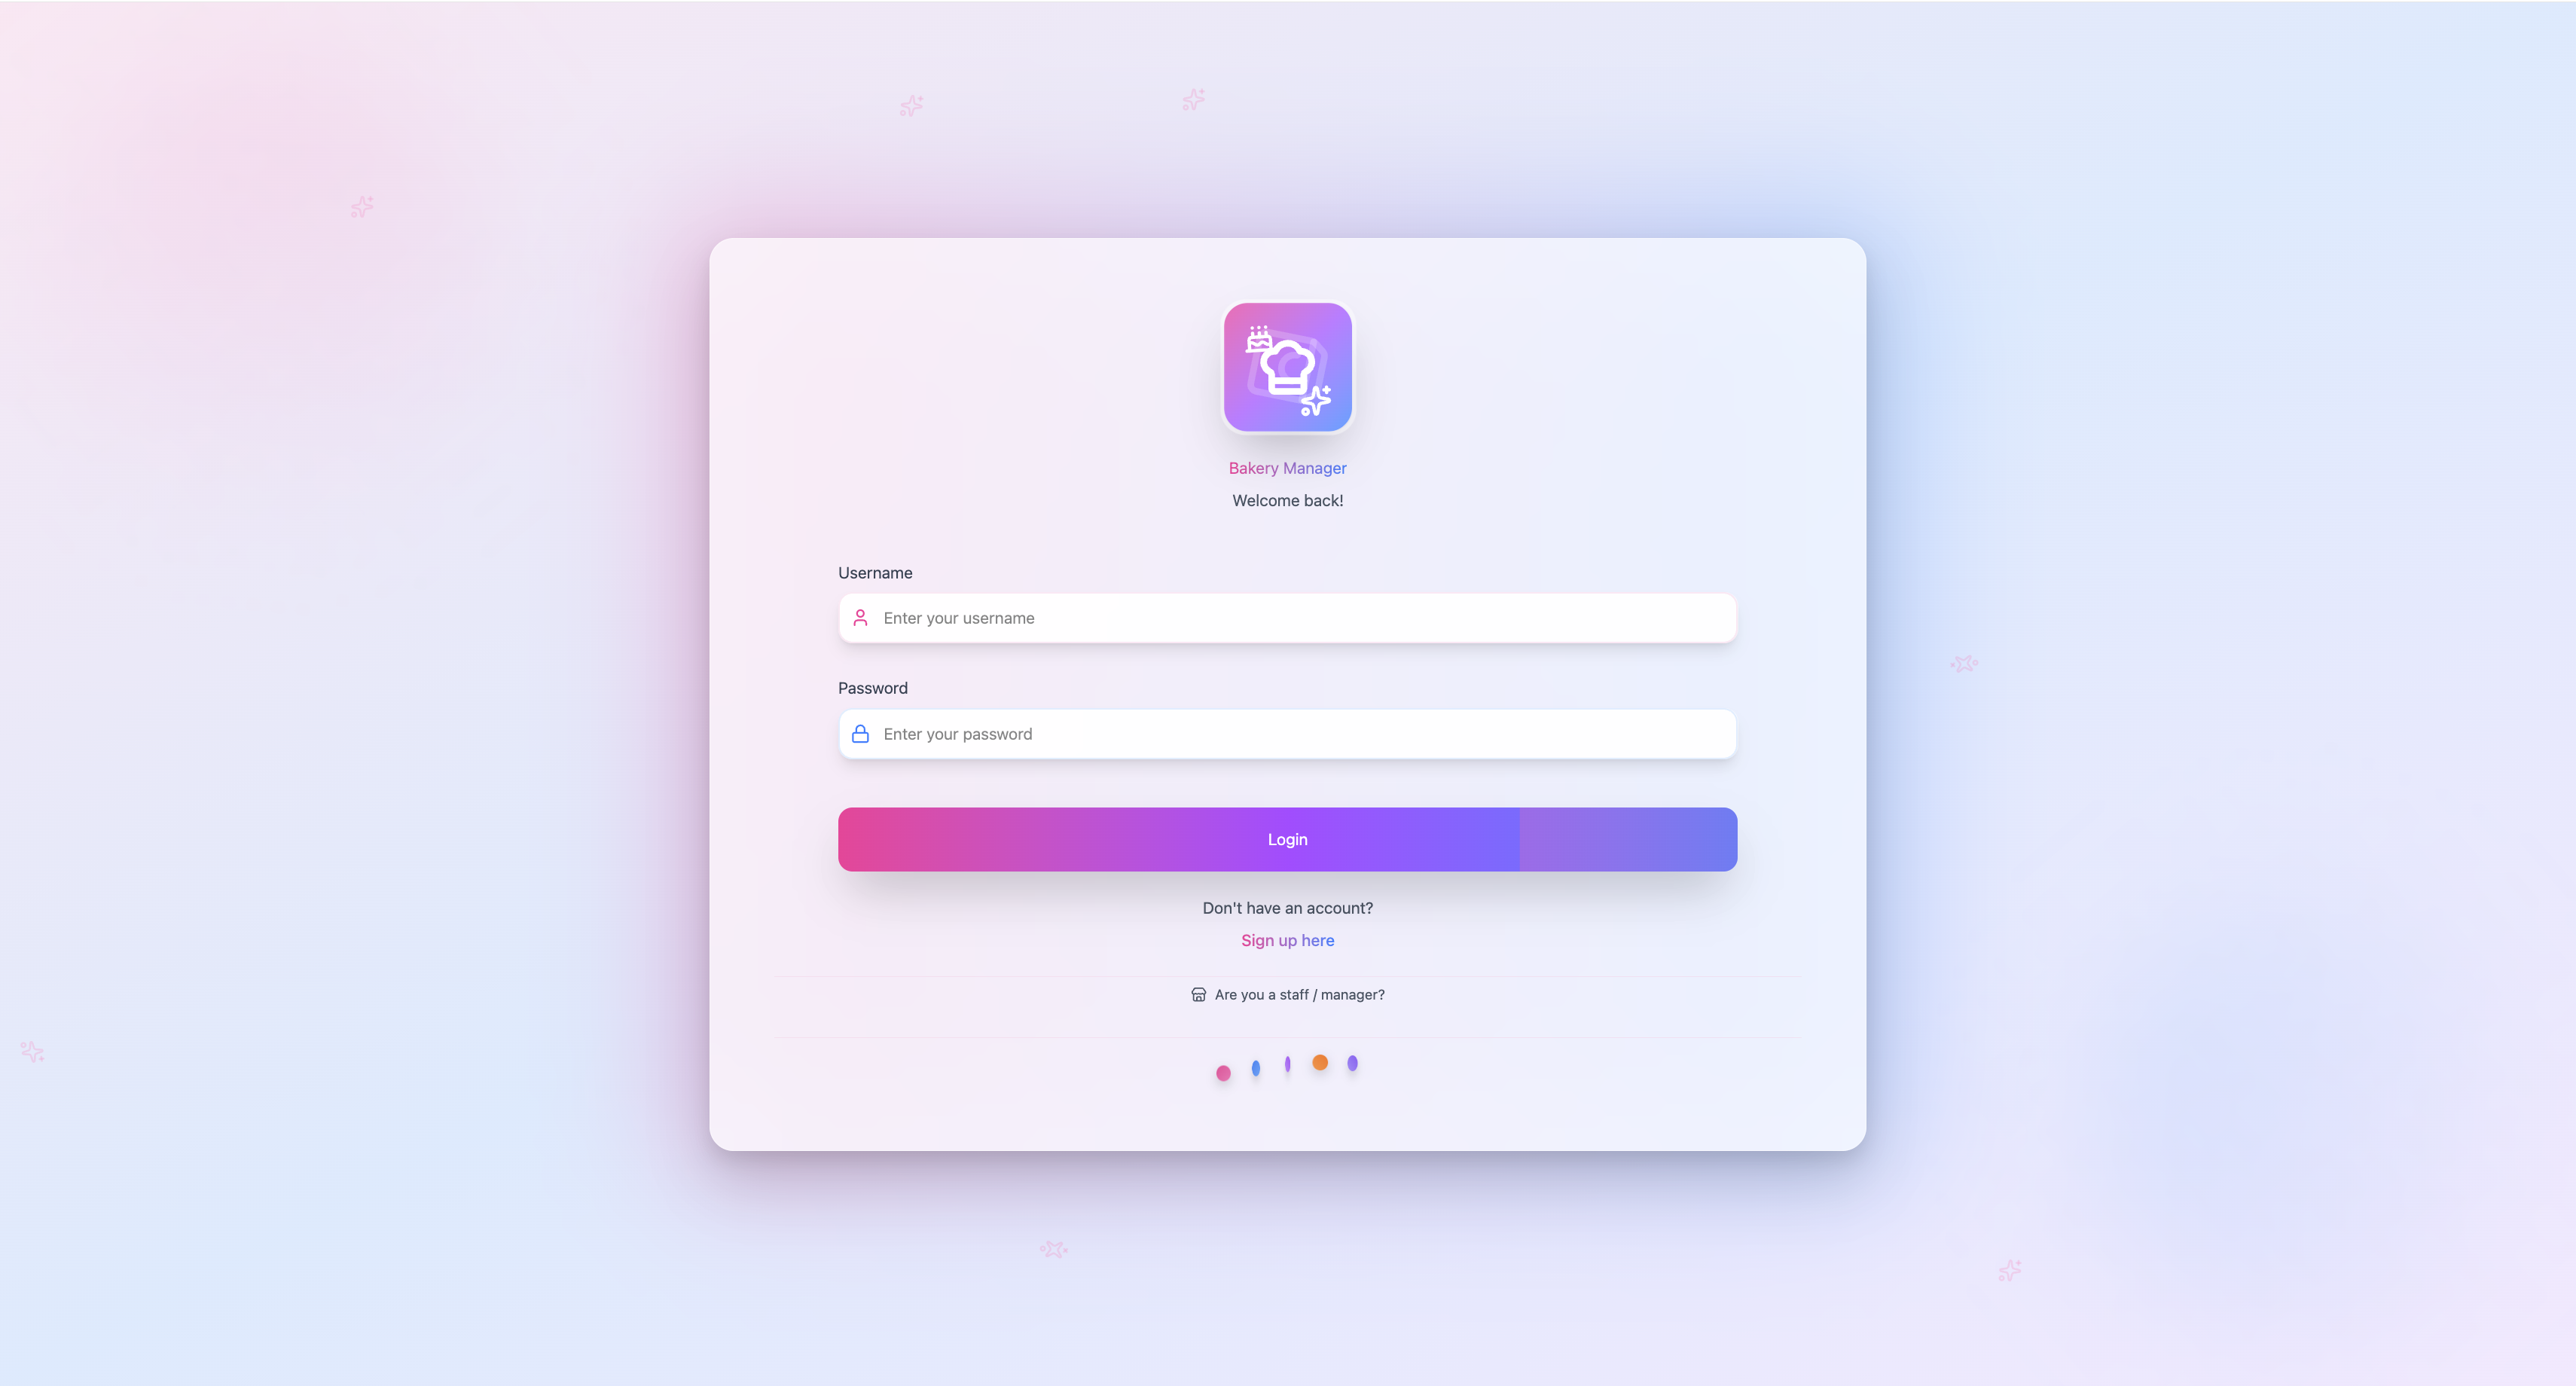 Bakery Manager
Welcome back!
Username
Enter your username
Password
Enter your password
Login
Don't have an account?
Sign up here
Are you a staff / manager?